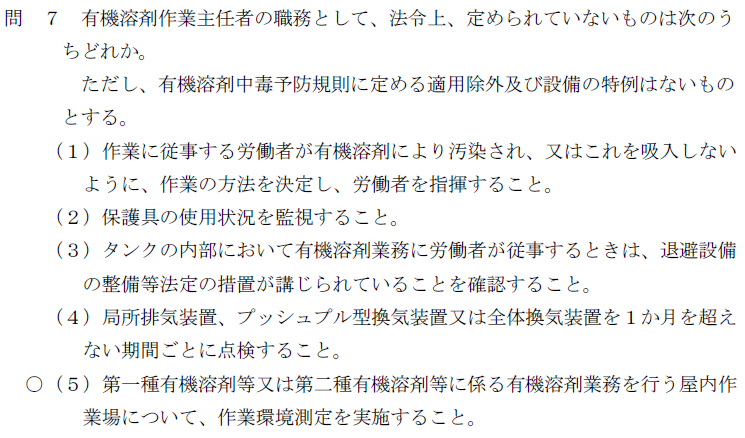 問　７　有機溶剤作業主任者の職務として、法令上、定められていないものは次のう
ちどれか。
ただし、有機溶剤中毒予防規則に定める適用除外及び設備の特例はないもの
とする。
（１）作業に従事する労働者が有機溶剤により汚染され、又はこれを吸入しない
ように、作業の方法を決定し、労働者を指揮すること。
（２）保護具の使用状況を監視すること。
（３）タンクの内部において有機溶剤業務に労働者が従事するときは、退避設備
の整備等法定の措置が講じられていることを確認すること。
（４）局所排気装置、プッシュプル型換気装置又は全体換気装置を１か月を超え
ない期間ごとに点検すること。
○（５）第一種有機溶剤等又は第二種有機溶剤等に係る有機溶剤業務を行う屋内作
業場について、作業環境測定を実施すること。